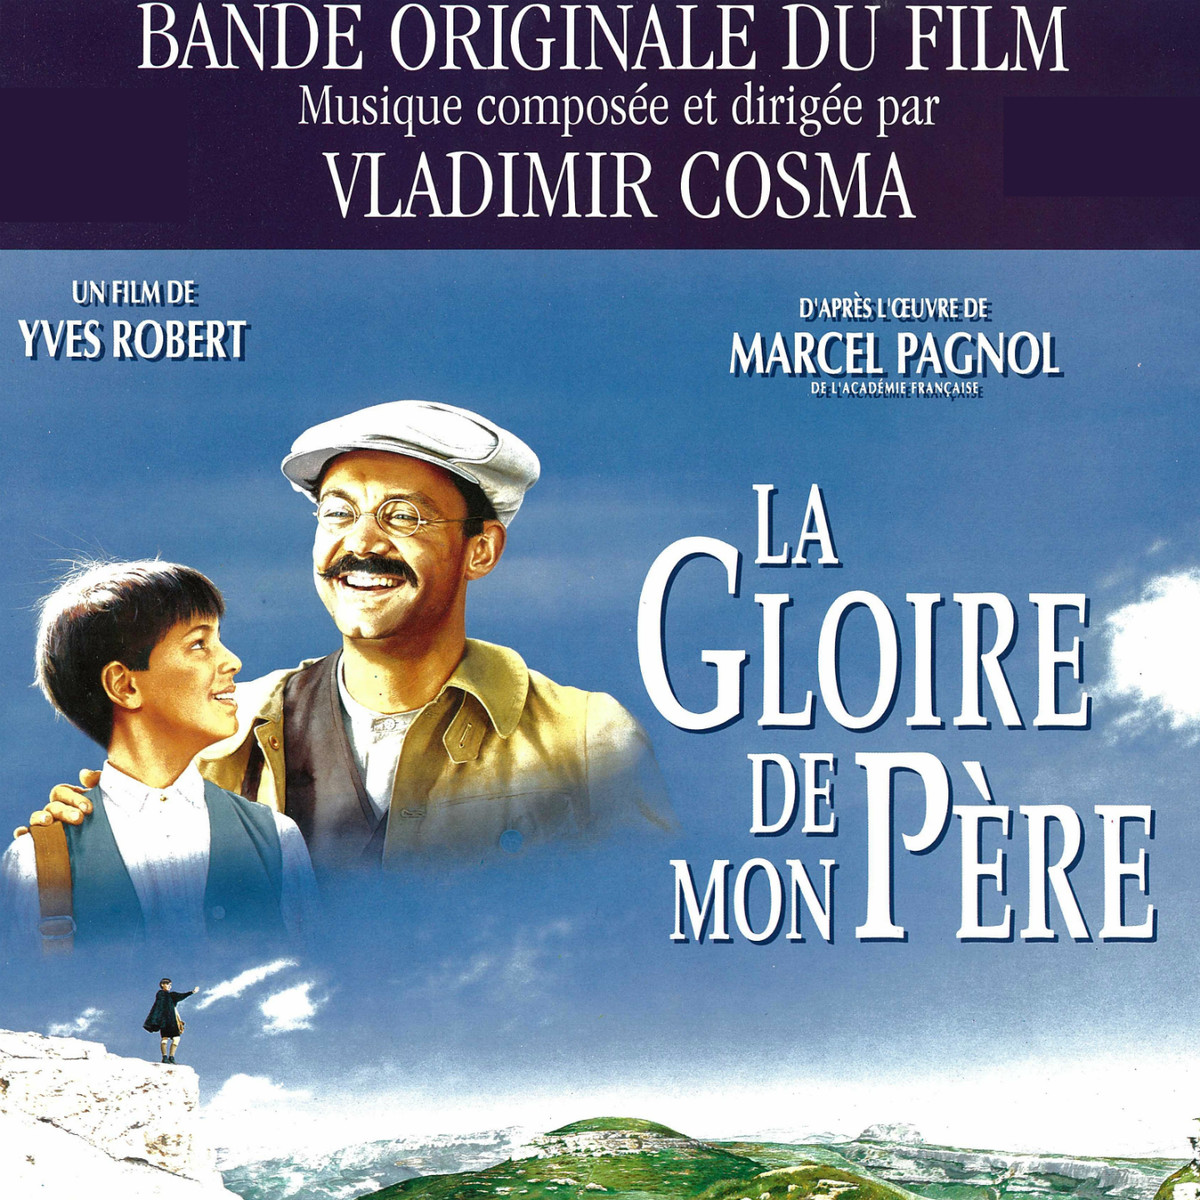 BANDE ORIGINALE DU FILM
Musique composée et dirigée par
VLADIMIR COSMA
UN FILM DE
YVES ROBERT
D'APRÈS L'ŒUVRE DE
MARCEL PAGNOL
DE L'ACADÉMIE FRANÇAISE
LA
GLOIRE
DE
MON PÈRE